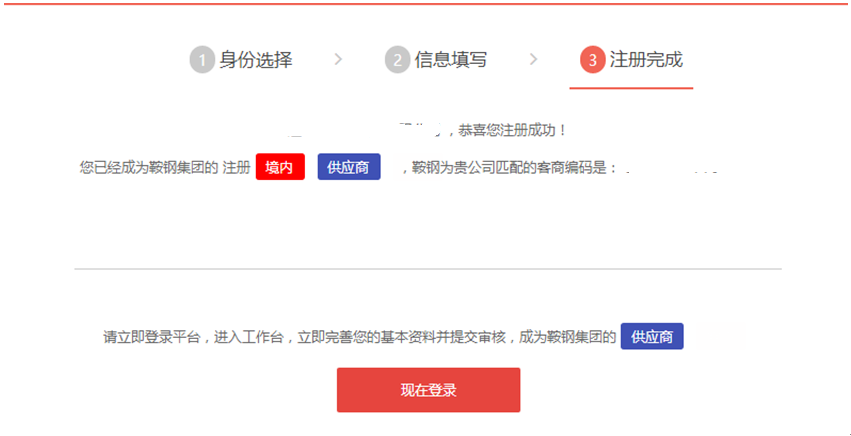 1 身份选择 > 2 信息填写 > 3 注册完成
，恭喜您注册成功！
您已经成为鞍钢集团的 注册 境内 供应商 ，鞍钢为贵公司匹配的客商编码是：
请立即登录平台，进入工作台，立即完善您的基本资料并提交审核，成为鞍钢集团的 供应商
现在登录